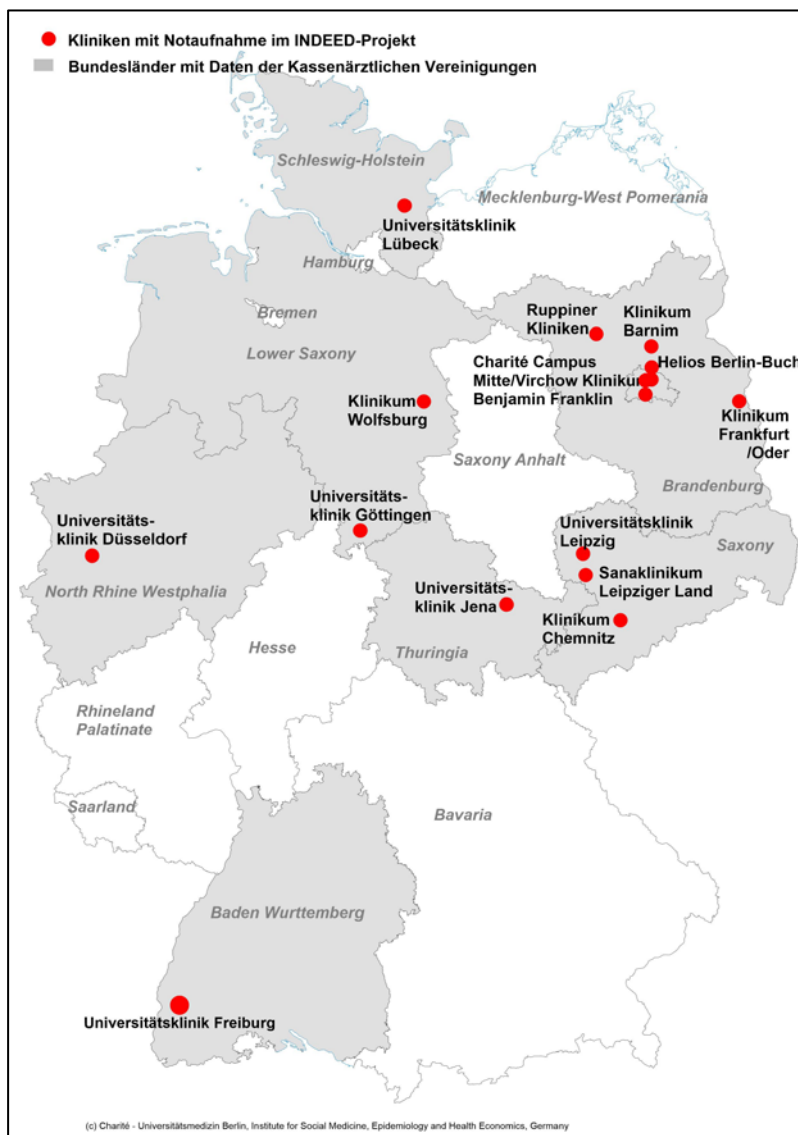 Kliniken mit Notaufnahme im INDEED-Projekt
Bundesländer mit Daten der Kassenärztlichen Vereinigungen
Schleswig-Holstein
Mecklenburg-West Pomerania
Universitätsklinik
Lübeck
Hamburg
Bremen
Lower Saxony
Ruppiner
Kliniken
Klinikum
Barnim
Helios Berlin-Buch
Charité Campus
Mitte/Virchow Klinikum
Benjamin Franklin
Klinikum
Wolfsburg
Klinikum
Frankfurt
/Oder
Saxony Anhalt
Brandenburg
Universitäts-
klinik Göttingen
Universitäts-
klinik Düsseldorf
Universitätsklinik
Leipzig
Saxony
North Rhine Westphalia
Sanaklinikum
Leipziger Land
Universitäts-
klinik Jena
Klinikum
Chemnitz
Hesse
Thuringia
Rhineland
Palatinate
Saarland
Bavaria
Baden Wurttemberg
Universitätsklinik Freiburg
(c) Charité - Universitätsmedizin Berlin, Institute for Social Medicine, Epidemiology and Health Economics, Germany